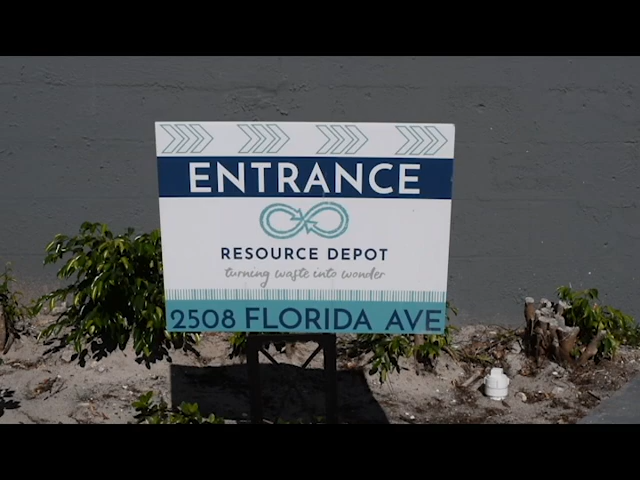 ENTRANCE
RESOURCE DEPOT
turning waste into wonder
2508 FLORIDA AVE